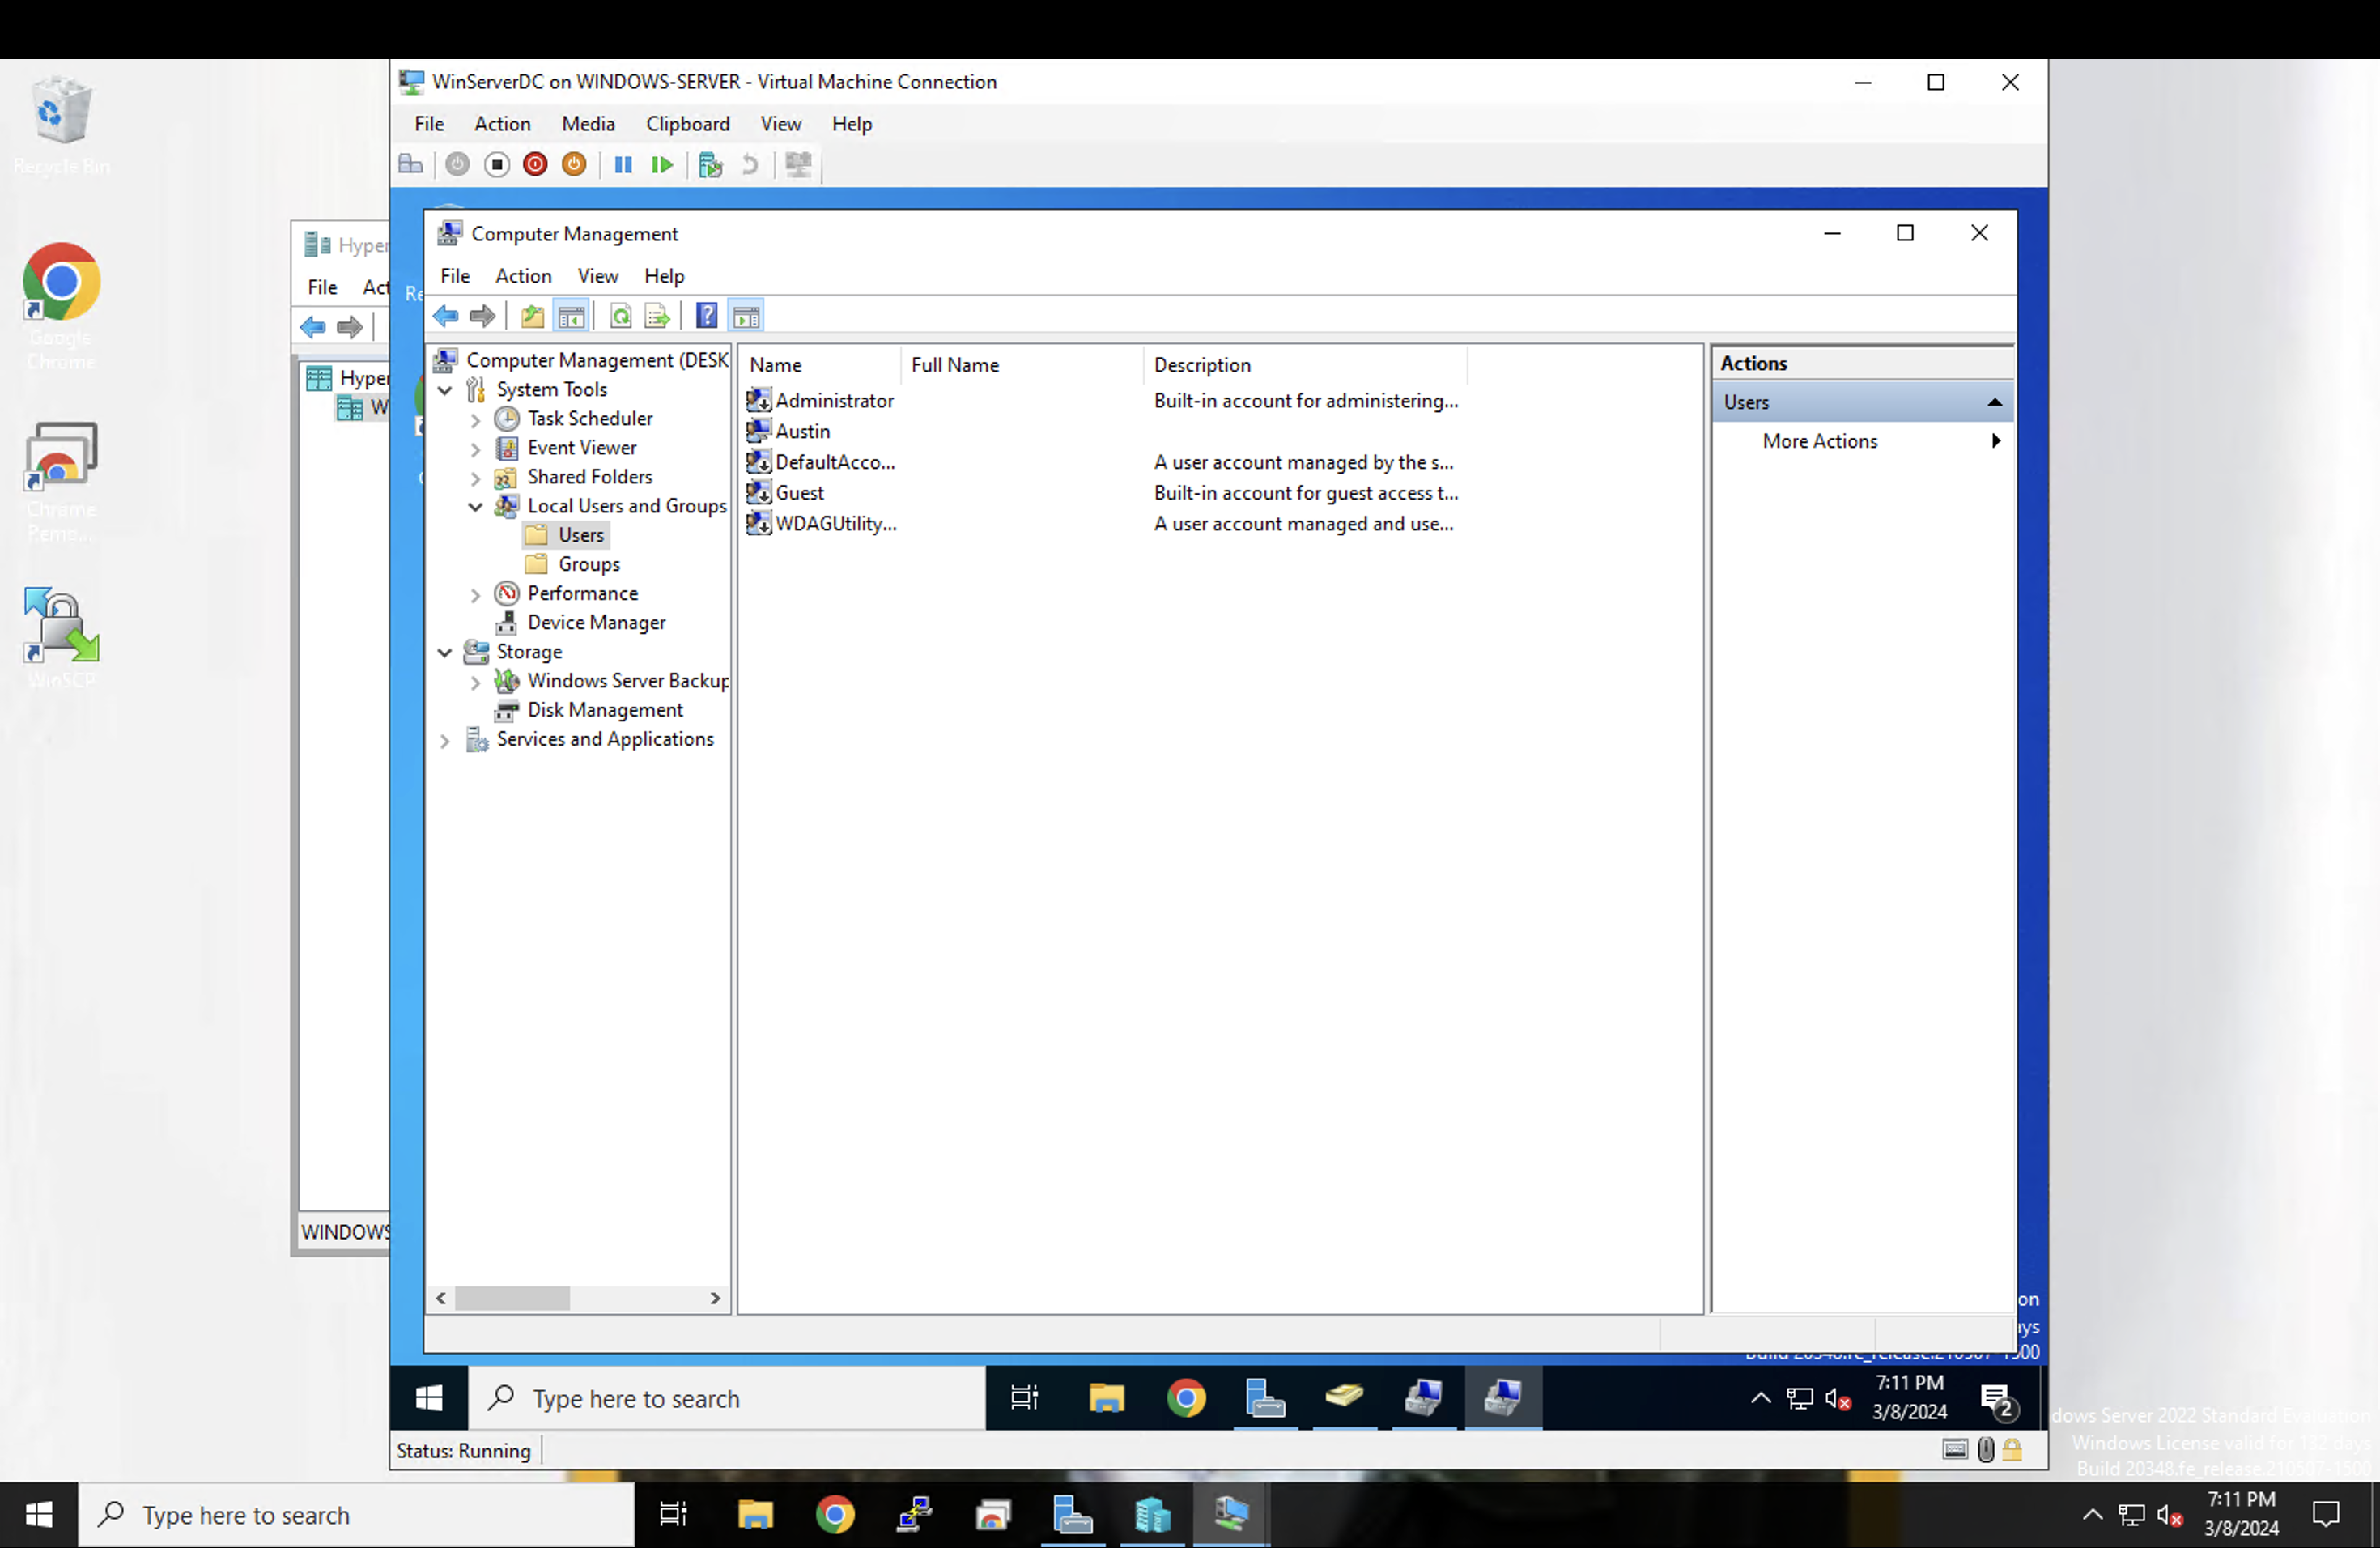 Recycle Bin
Google
Chrome
Chrome
Remo...
WinSCP
Hyper
File Act
Hyper
W
WINDOWS
WinServerDC on WINDOWS-SERVER - Virtual Machine Connection
File Action Media Clipboard View Help
Re
Computer Management
File Action View Help
Computer Management (DESK
System Tools
Task Scheduler
Event Viewer
Shared Folders
Local Users and Groups
Users
Groups
Performance
Device Manager
Storage
Windows Server Backup
Disk Management
Services and Applications
Name Full Name Description
Administrator Built-in account for administering...
Austin
DefaultAcco... A user account managed by the s...
Guest Built-in account for guest access t...
WDAGUtility... A user account managed and use...
Actions
Users
More Actions
on
ays
Build 20348.fe_release.210507-1500
Type here to search
7:11 PM
3/8/2024
2
Status: Running
dows Server 2022 Standard Evaluation
Windows License valid for 132 days
Build 20348.fe_release.210507-1500
Type here to search
7:11 PM
3/8/2024